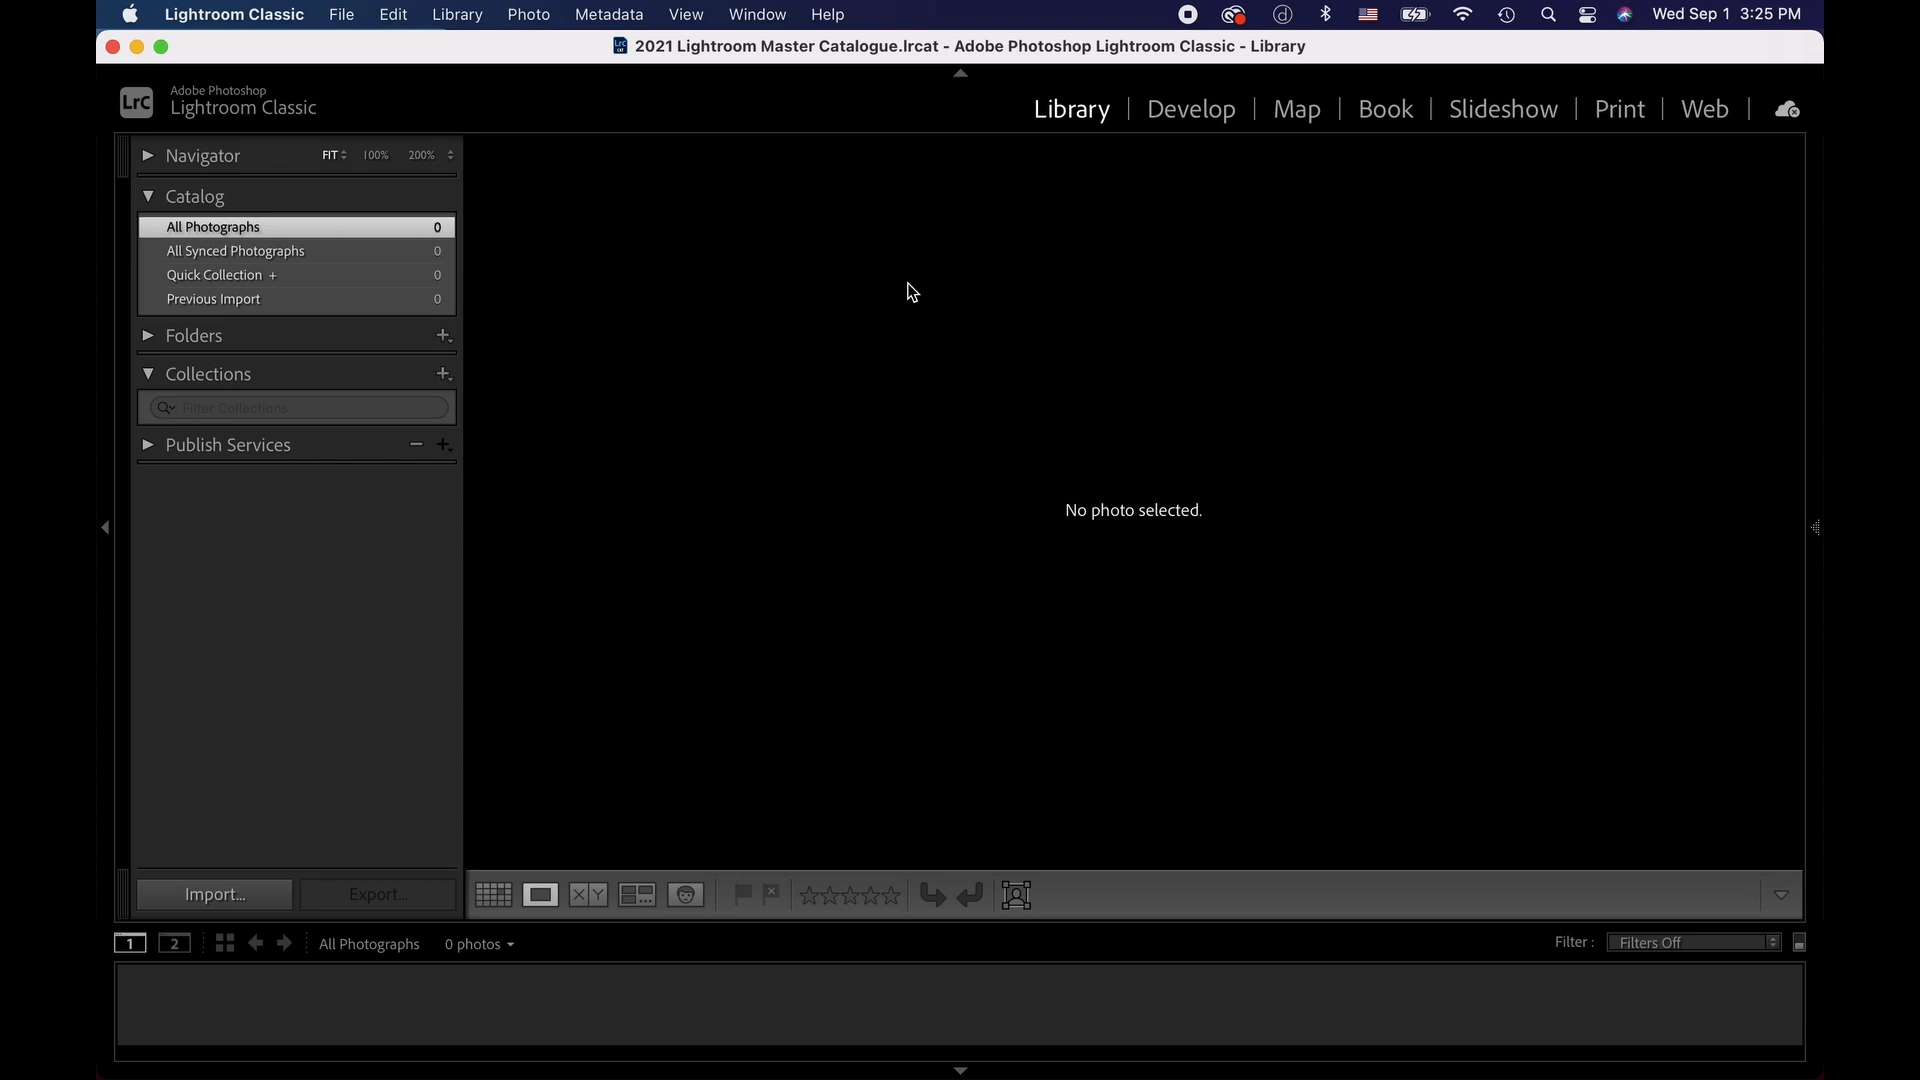 Lightroom Classic File Edit Library Photo Metadata View Window Help Wed Sep 1 3:25 PM
2021 Lightroom Master Catalogue.lrcat - Adobe Photoshop Lightroom Classic - Library
LrC Adobe Photoshop
Lightroom Classic
Library | Develop | Map | Book | Slideshow | Print | Web |
Navigator FIT 100% 200%
Catalog
All Photographs 0
All Synced Photographs 0
Quick Collection + 0
Previous Import 0
Folders
Collections
Filter Collections
Publish Services
No photo selected.
Import... Export...
X Y
1 2 All Photographs 0 photos Filter : Filters Off